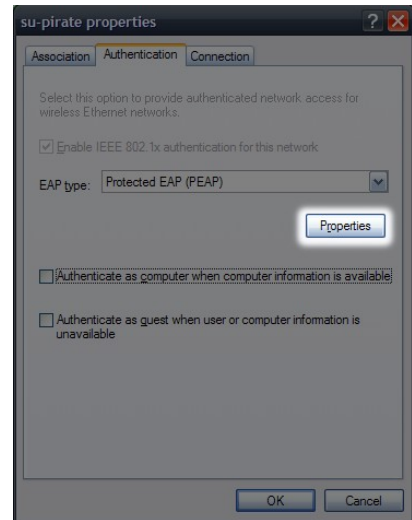 su-pirate properties
Association Authentication Connection
Select this option to provide authenticated network access for
wireless Ethernet networks.
Enable IEEE 802.1x authentication for this network
EAP type: Protected EAP (PEAP)
Properties
Authenticate as computer when computer information is available
Authenticate as guest when user or computer information is
unavailable
OK Cancel